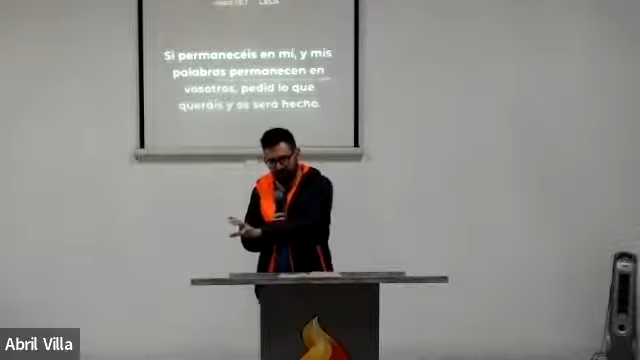 Si permanecéis en mí, y mis
palabras permanecen en
vosotros, pedid lo que
queráis y os será hecho.
Abril Villa